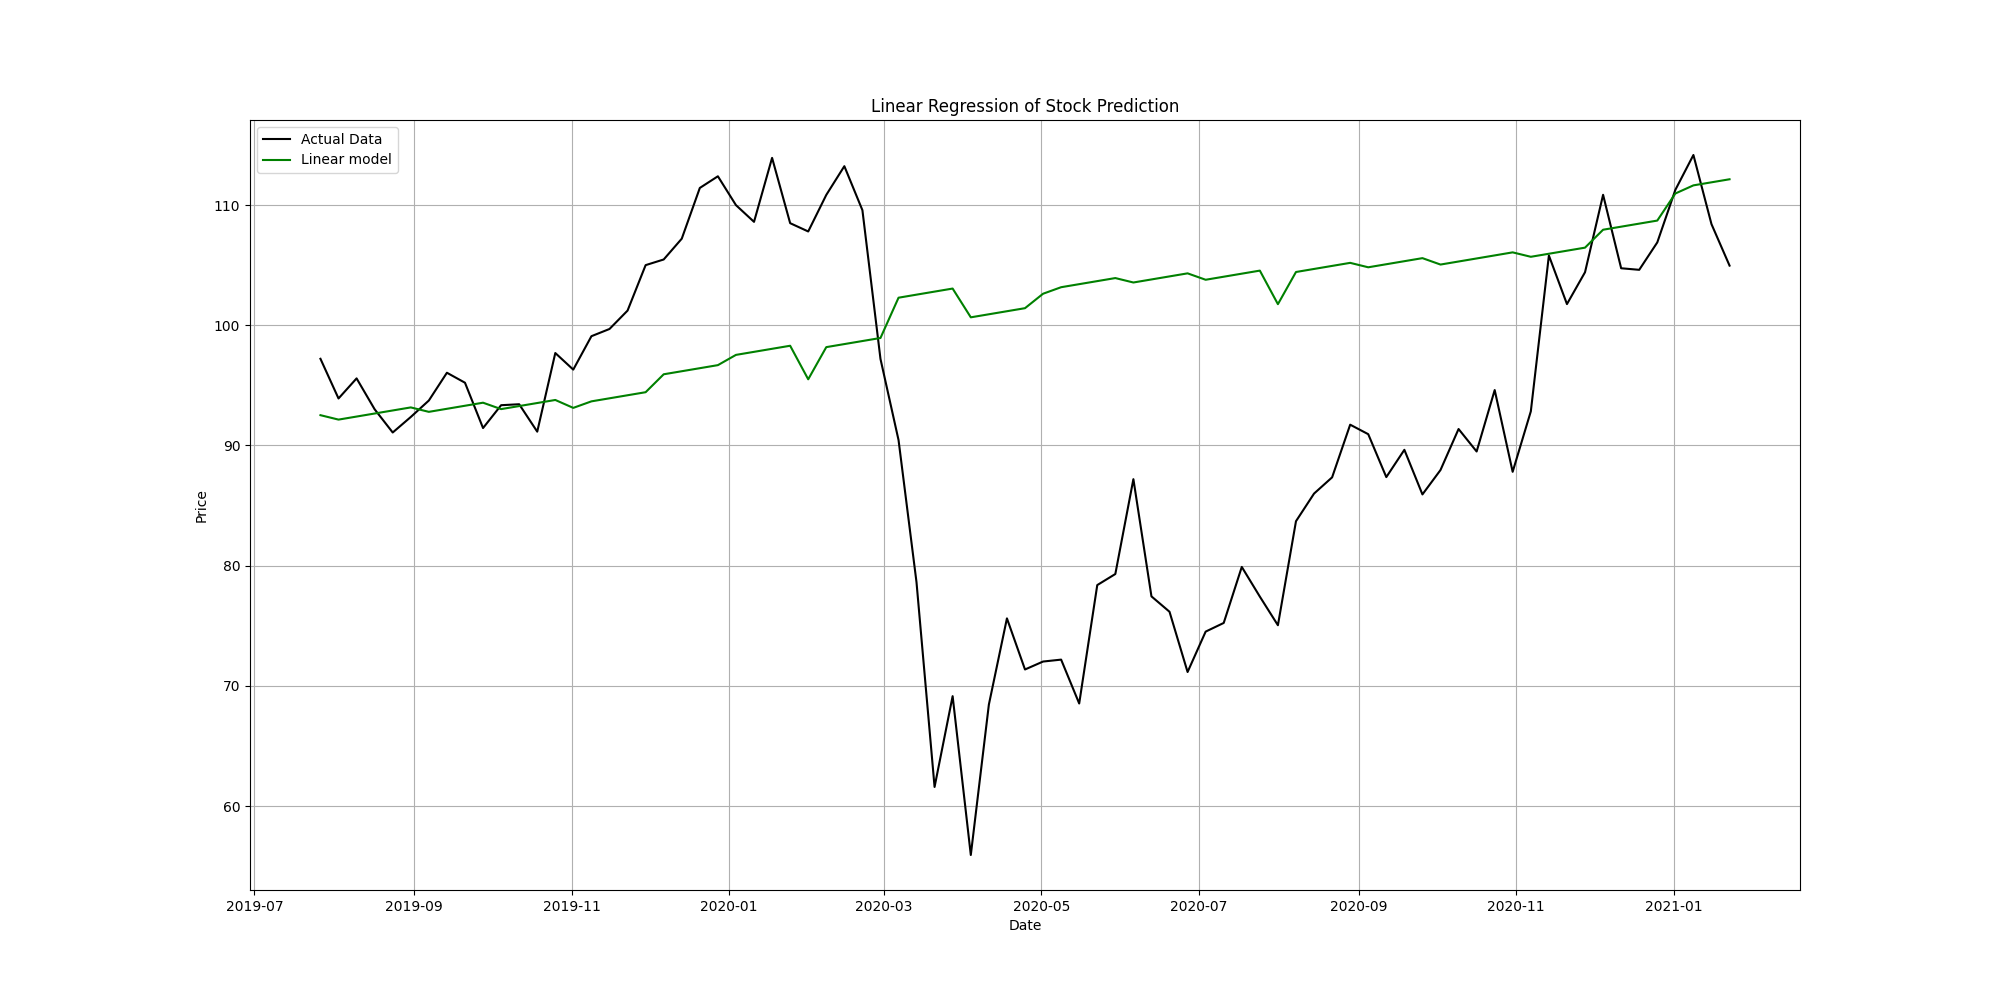 Linear Regression of Stock Prediction
Actual Data
Linear model
110
100
90
80
70
60
Price
2019-07 2019-09 2019-11 2020-01 2020-03 2020-05 2020-07 2020-09 2020-11 2021-01
Date